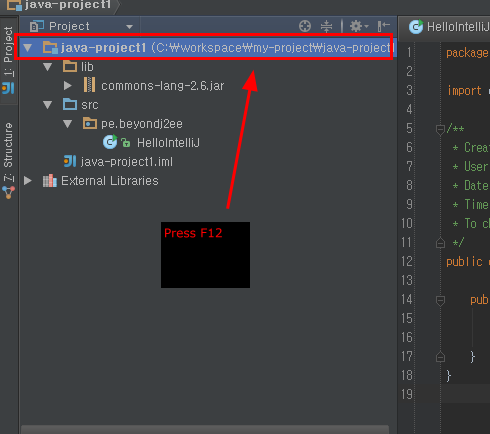 java-project1
Project
HelloIntelliJ
1: Project
Z: Structure
java-project1 (C:₩workspace₩my-project₩java-project1
lib
commons-lang-2.6.jar
src
pe.beyondj2ee
HelloIntelliJ
java-project1.iml
External Libraries
Press F12
1 package
2
3 import
4
5 /**
6 * Crea
7 * User
8 * Date
9 * Time
10 * To c
11 */
12 public
13
14 pub
15
16
17 }
18 }
19